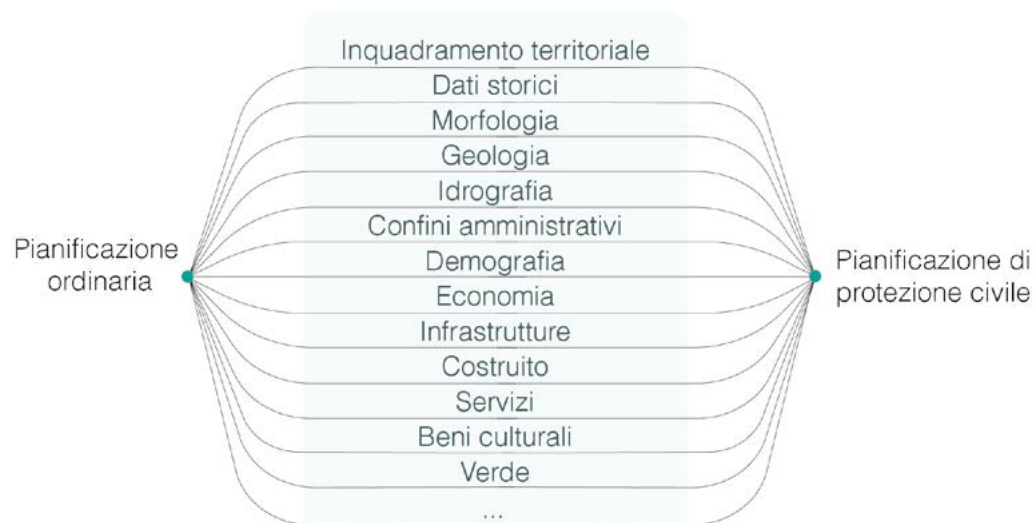 Inquadramento territoriale
Dati storici
Morfologia
Geologia
Idrografia
Confini amministrativi
Demografia
Economia
Infrastrutture
Costruito
Servizi
Beni culturali
Verde
...
Pianificazione
ordinaria
Pianificazione di
protezione civile